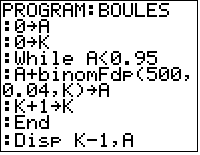 PROGRAM:BOULES
:0→A
:0→K
:While A<0.95
:A+binomFdp(500,
0.04,K)→A
:K+1→K
:End
:Disp K-1,A